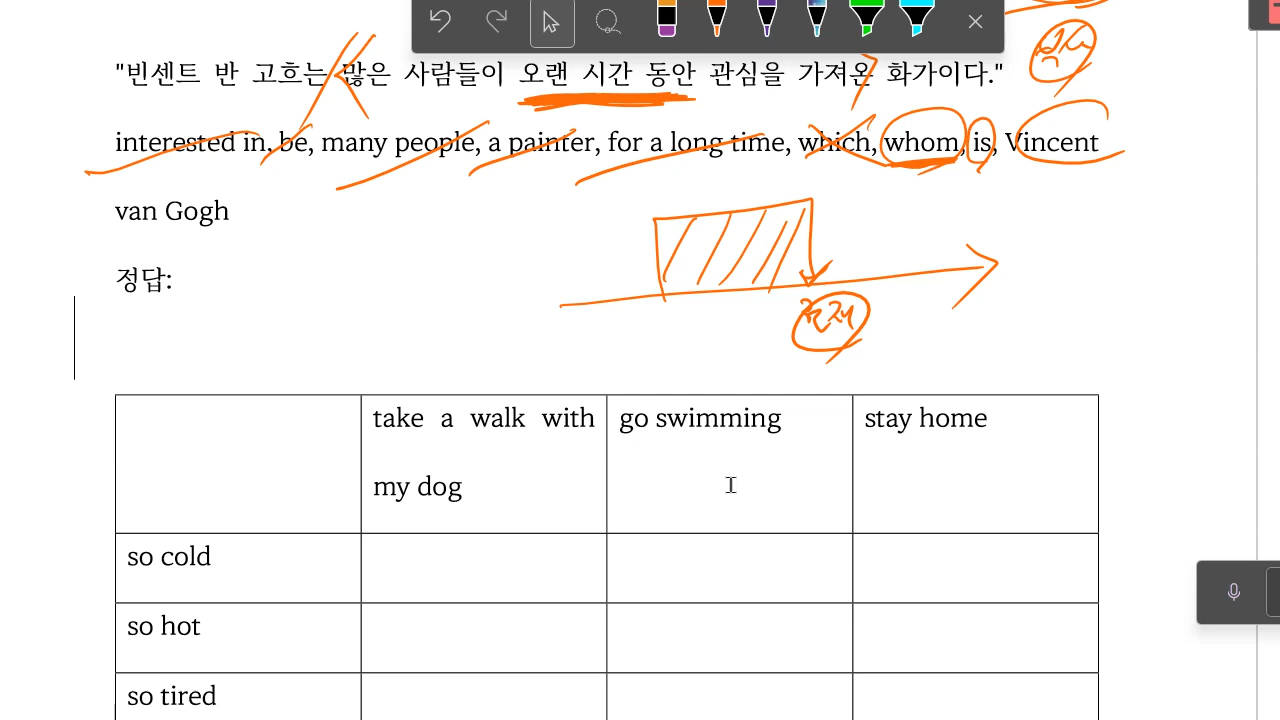 "빈센트 반 고흐는 많은 사람들이 오랜 시간 동안 관심을 가져온 화가이다."
interested in, be, many people, a painter, for a long time, which, whom, is, Vincent
van Gogh
현재
정답:
take a walk with
my dog
go swimming
stay home
so cold
so hot
so tired